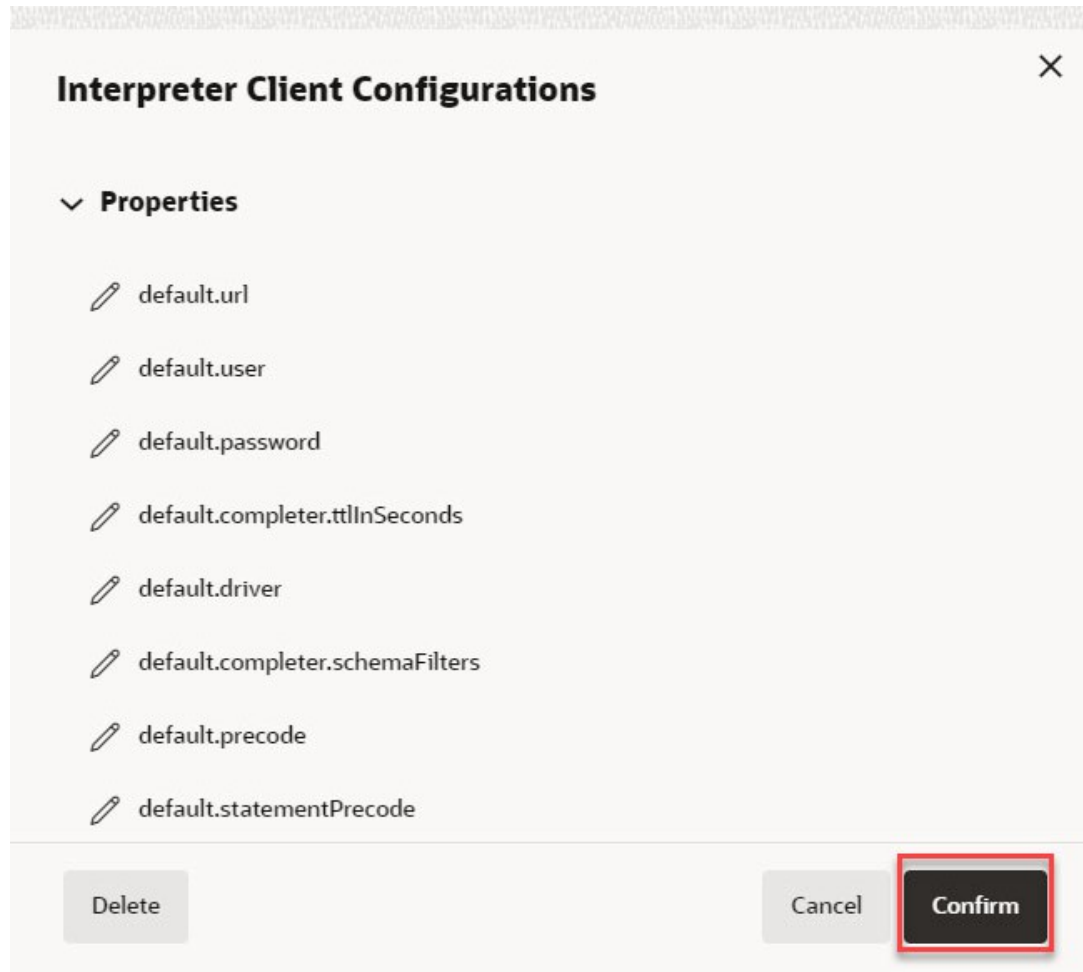 Interpreter Client Configurations
Properties
default.url
default.user
default.password
default.completer.ttlInSeconds
default.driver
default.completer.schemaFilters
default.precode
default.statementPrecode
Delete
Cancel
Confirm